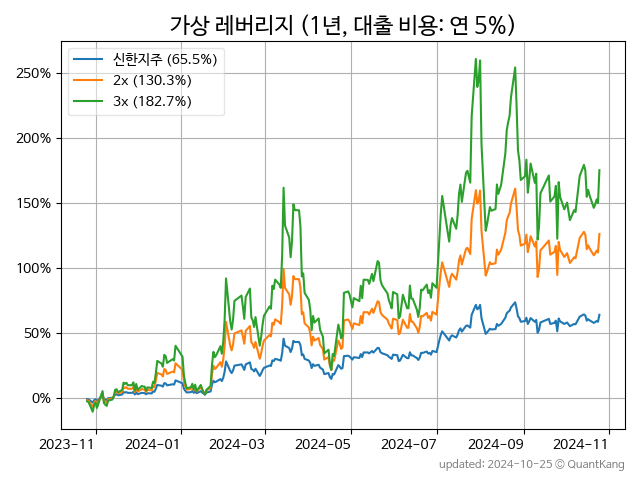 가상 레버리지 (1년, 대출 비용: 연 5%)
신한지주 (65.5%)
2x (130.3%)
3x (182.7%)
250%
200%
150%
100%
50%
0%
2023-11 2024-01 2024-03 2024-05 2024-07 2024-09 2024-11
updated: 2024-10-25 © QuantKang